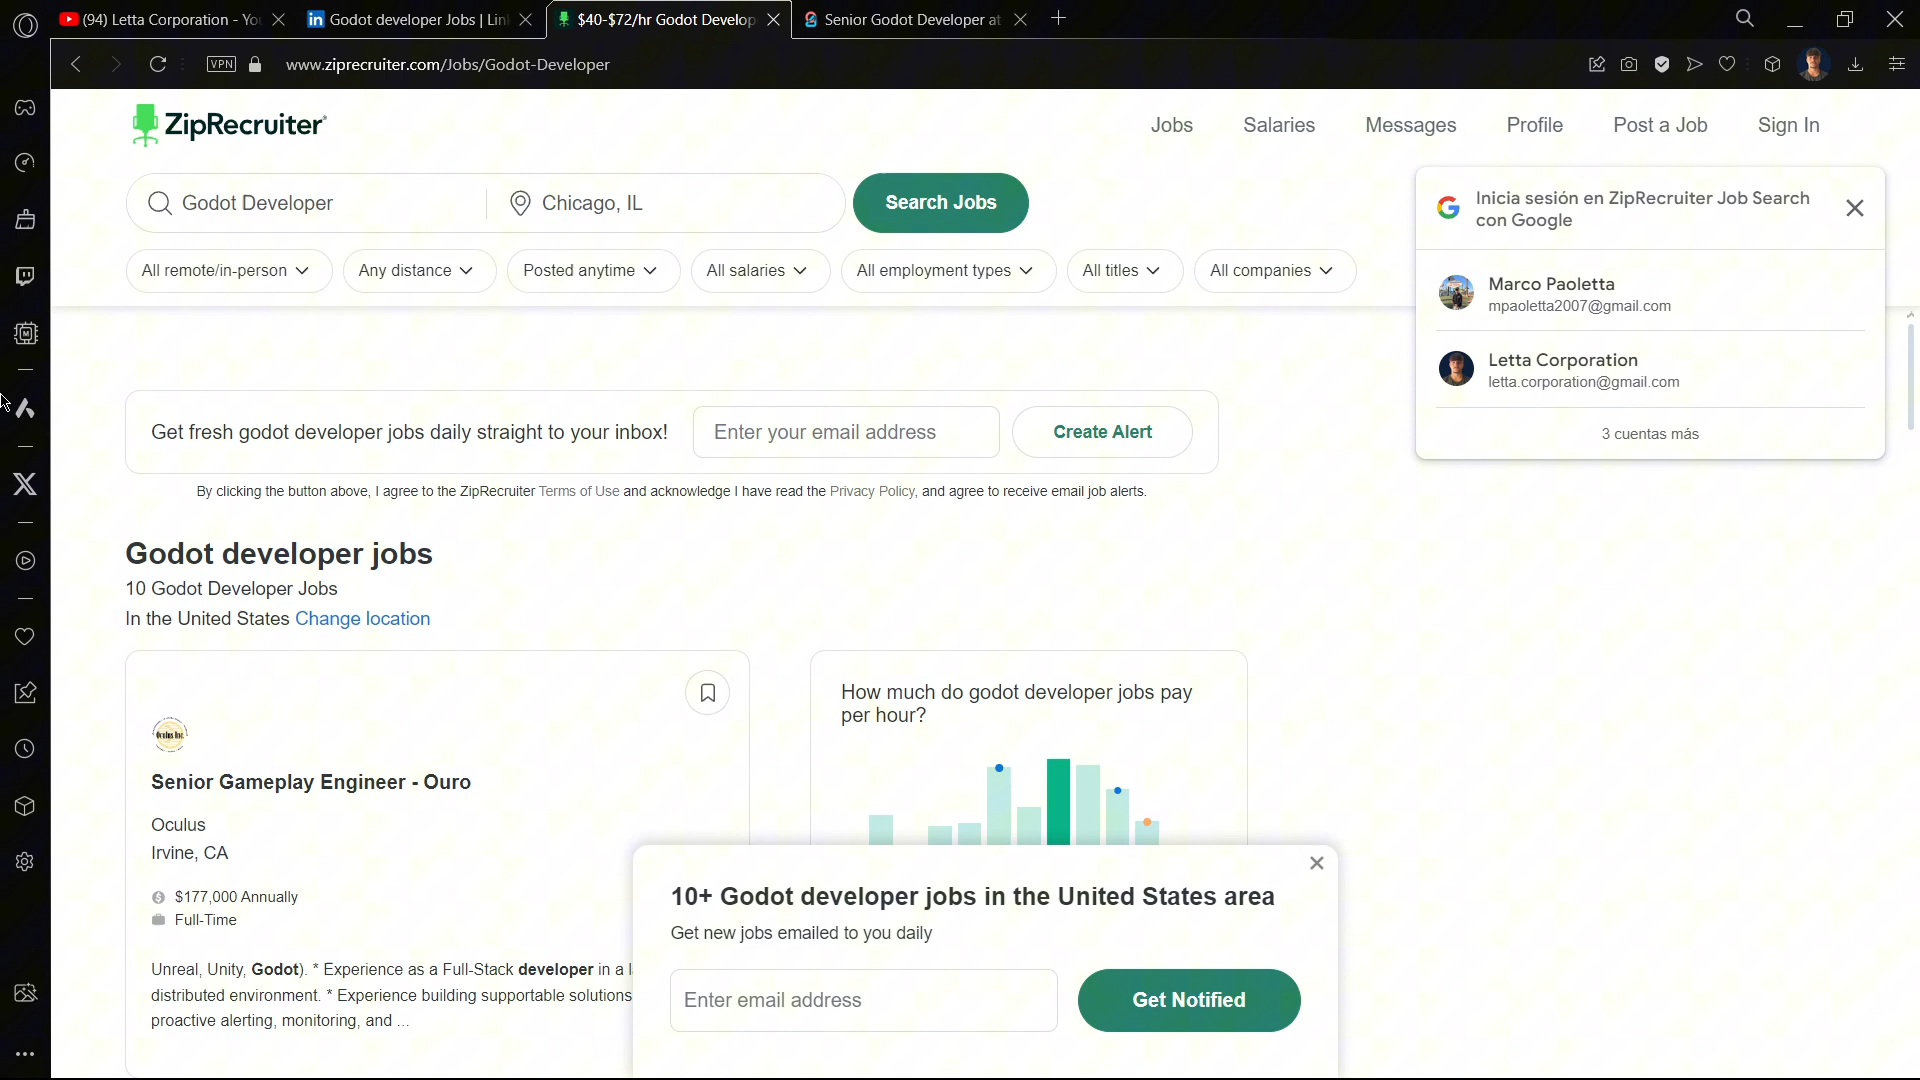 (94) Letta Corporation - Yo
Godot developer Jobs | Lin
$40-$72/hr Godot Develop
Senior Godot Developer at
VPN
www.ziprecruiter.com/Jobs/Godot-Developer
ZipRecruiter
Jobs
Salaries
Messages
Profile
Post a Job
Sign In
Godot Developer
Chicago, IL
Search Jobs
All remote/in-person
Any distance
Posted anytime
All salaries
All employment types
All titles
All companies
Inicia sesión en ZipRecruiter Job Search
con Google
Marco Paoletta
mpaoletta2007@gmail.com
Letta Corporation
letta.corporation@gmail.com
3 cuentas más
Get fresh godot developer jobs daily straight to your inbox!
Enter your email address
Create Alert
By clicking the button above, I agree to the ZipRecruiter Terms of Use and acknowledge I have read the Privacy Policy, and agree to receive email job alerts.
Godot developer jobs
10 Godot Developer Jobs
In the United States Change location
Oculus Inc.
Senior Gameplay Engineer - Ouro
Oculus
Irvine, CA
$177,000 Annually
Full-Time
Unreal, Unity, Godot). * Experience as a Full-Stack developer in a l
distributed environment. * Experience building supportable solutions
proactive alerting, monitoring, and ...
How much do godot developer jobs pay
per hour?
10+ Godot developer jobs in the United States area
Get new jobs emailed to you daily
Enter email address
Get Notified